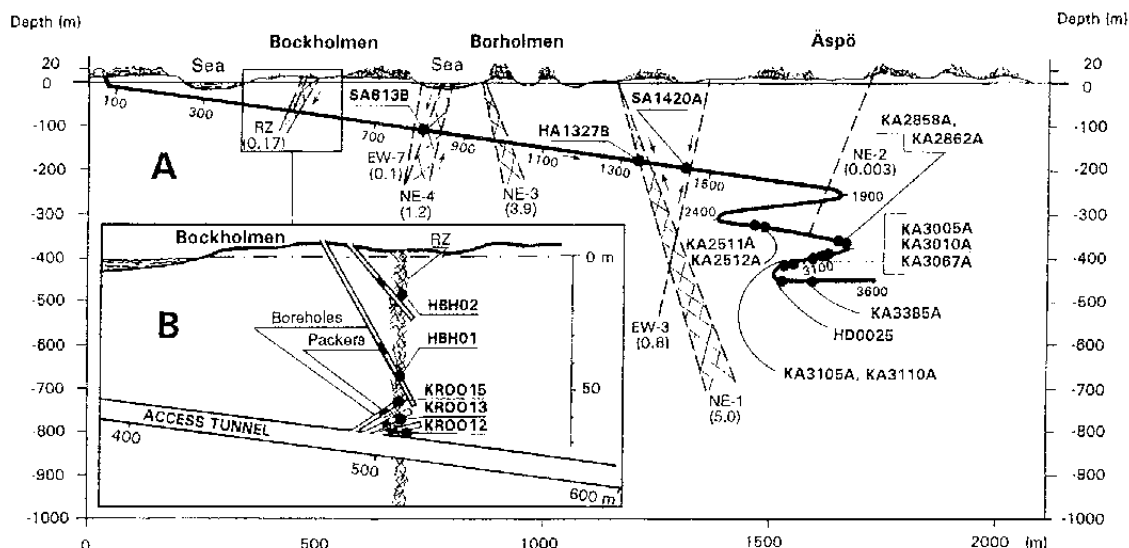 Depth (m)
Depth (m)
Bockholmen
Borholmen
Äspö
20
Sea
Sea
20
0
0
100
SA813B
SA1420A
300
KA2858A,
KA2862A
-100
RZ
(0.17)
700
HA1327B
-100
A
900
EW-7
(0.1)
1100
1300
NE-2
(0.003)
-200
1500
-200
NE-4
(1.2)
NE-3
(3.9)
1900
-300
2400
-300
Bockholmen
RZ
KA2511A
KA2512A
KA3005A
KA3010A
KA3067A
0 m
3100
-400
-400
B
HBH02
3600
-500
-500
Boreholes
EW-3
(0.8)
KA3385A
Packers
HBH01
HD0025
-600
-600
KA3105A, KA3110A
-700
KR0015
50
NE-1
(5.0)
-700
KR0013
-800
ACCESS TUNNEL
KR0012
-800
400
-900
500
-900
600 m
-1000
-1000
0
500
1000
1500
2000
(m)